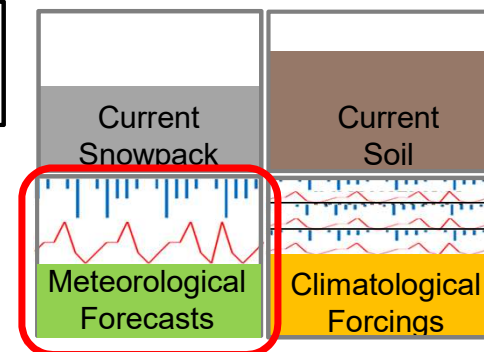 Current
Snowpack
Current
Soil
Meteorological
Forecasts
Climatological
Forcings